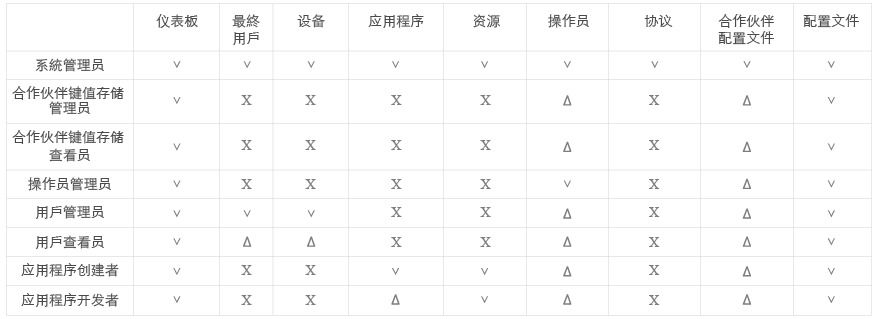 仪表板 最終用戶 设备 应用程序 资源 操作员 协议 合作伙伴配置文件 配置文件
系統管理员 ∨ ∨ ∨ ∨ ∨ ∨ ∨ ∨ ∨
合作伙伴键值存储管理员 ∨ X X X X Δ X Δ ∨
合作伙伴键值存储查看员 ∨ X X X X Δ X Δ ∨
操作员管理员 ∨ X X X X ∨ X Δ ∨
用戶管理员 ∨ ∨ ∨ X X Δ X Δ ∨
用戶查看员 ∨ Δ Δ X X Δ X Δ ∨
应用程序创建者 ∨ X X ∨ ∨ Δ X Δ ∨
应用程序开发者 ∨ X X Δ ∨ Δ X Δ ∨